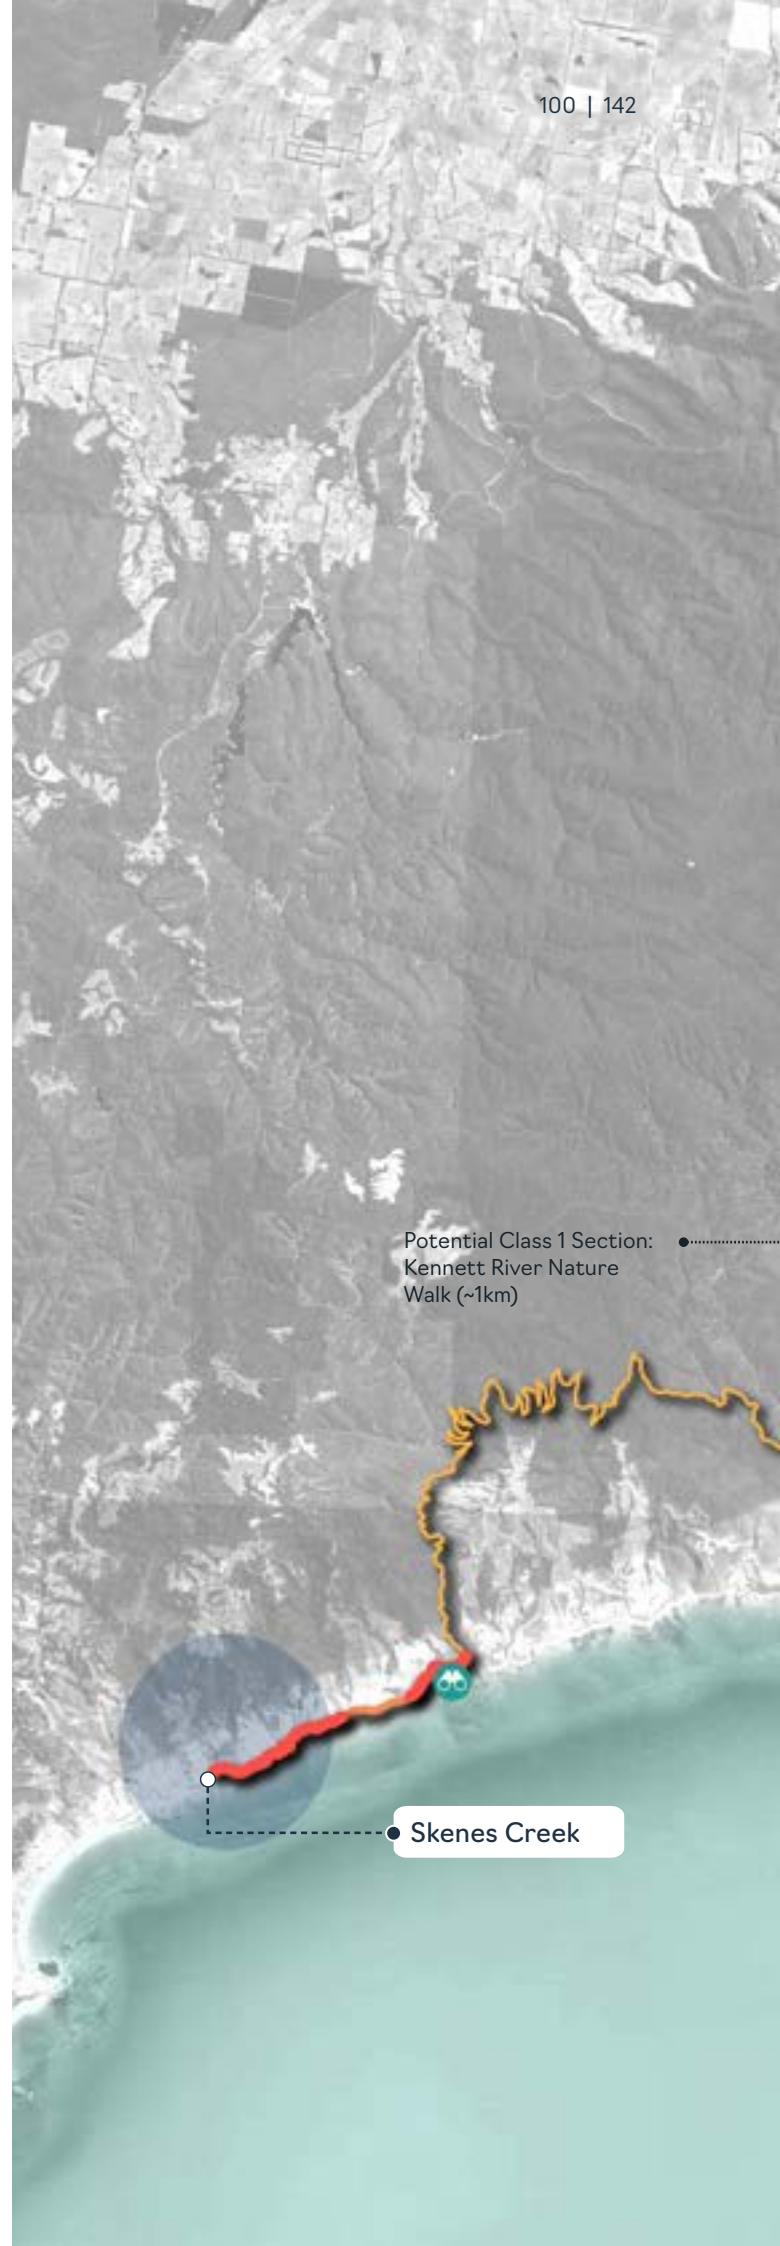 100 | 142
Potential Class 1 Section:
Kennett River Nature
Walk (~1km)
Skenes Creek